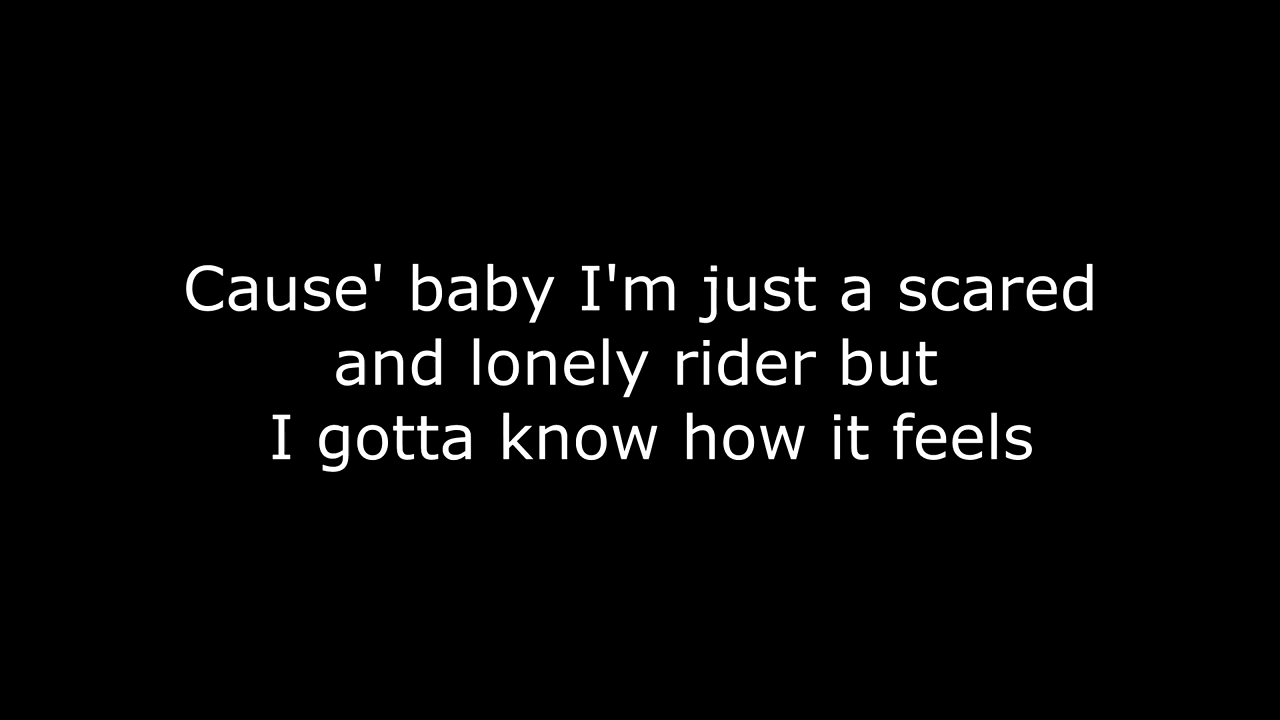 Cause' baby I'm just a scared
and lonely rider but
I gotta know how it feels